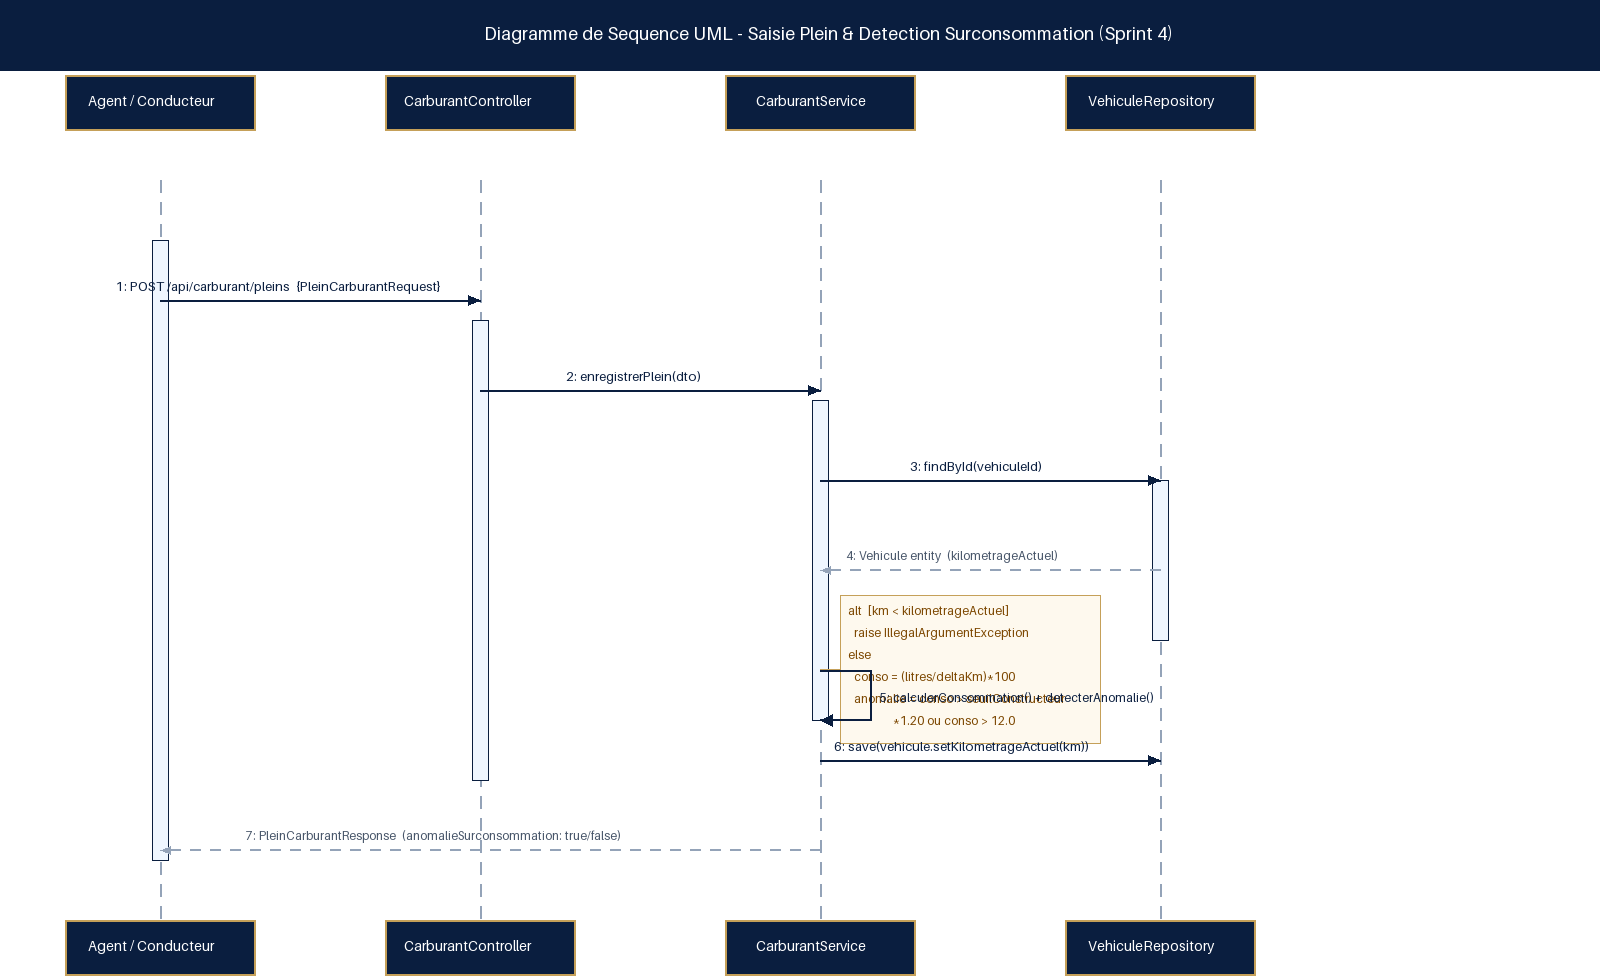 Diagramme de Sequence UML - Saisie Plein & Detection Surconsommation (Sprint 4)
Agent / Conducteur
CarburantController
CarburantService
VehiculeRepository
1: POST /api/carburant/pleins {PleinCarburantRequest}
2: enregistrerPlein(dto)
3: findById(vehiculeId)
4: Vehicule entity (kilometrageActuel)
alt [km < kilometrageActuel]
raise IllegalArgumentException
else
conso = (litres/deltaKm)*100
anomalie = conso > seuilConstructeur
5: calculerConsommation() + detecterAnomalie()
*1.20 ou conso > 12.0
6: save(vehicule.setKilometrageActuel(km))
7: PleinCarburantResponse (anomalieSurconsommation: true/false)
Agent / Conducteur
CarburantController
CarburantService
VehiculeRepository